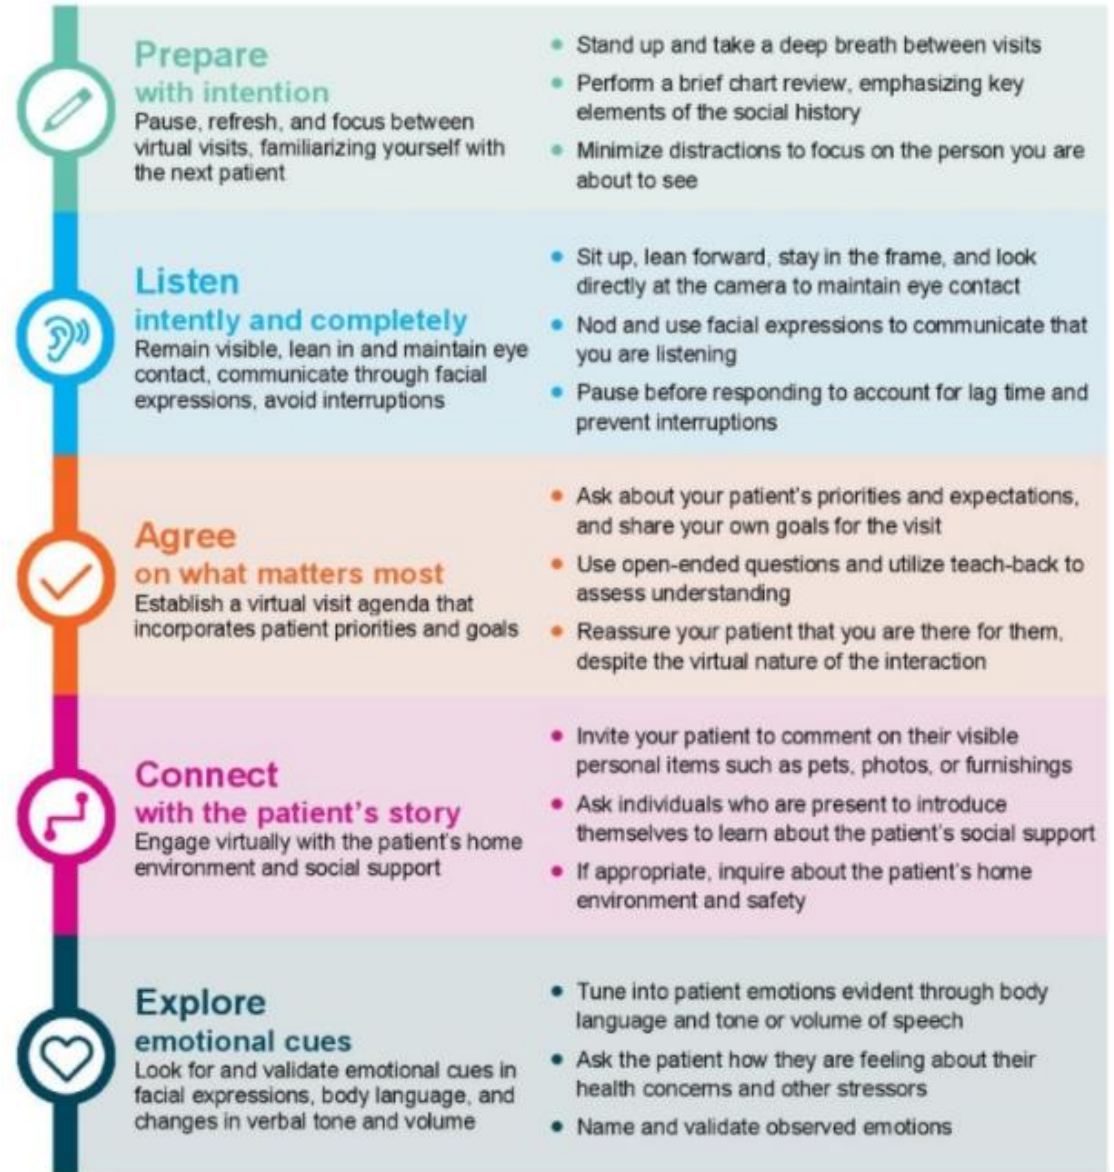 Prepare
with intention
Pause, refresh, and focus between
virtual visits, familiarizing yourself with
the next patient
• Stand up and take a deep breath between visits
• Perform a brief chart review, emphasizing key
elements of the social history
• Minimize distractions to focus on the person you are
about to see
Listen
intently and completely
Remain visible, lean in and maintain eye
contact, communicate through facial
expressions, avoid interruptions
• Sit up, lean forward, stay in the frame, and look
directly at the camera to maintain eye contact
• Nod and use facial expressions to communicate that
you are listening
• Pause before responding to account for lag time and
prevent interruptions
Agree
on what matters most
Establish a virtual visit agenda that
incorporates patient priorities and goals
• Ask about your patient's priorities and expectations,
and share your own goals for the visit
• Use open-ended questions and utilize teach-back to
assess understanding
• Reassure your patient that you are there for them,
despite the virtual nature of the interaction
Connect
with the patient's story
Engage virtually with the patient's home
environment and social support
• Invite your patient to comment on their visible
personal items such as pets, photos, or furnishings
• Ask individuals who are present to introduce
themselves to learn about the patient's social support
• If appropriate, inquire about the patient's home
environment and safety
Explore
emotional cues
Look for and validate emotional cues in
facial expressions, body language, and
changes in verbal tone and volume
• Tune into patient emotions evident through body
language and tone or volume of speech
• Ask the patient how they are feeling about their
health concerns and other stressors
• Name and validate observed emotions